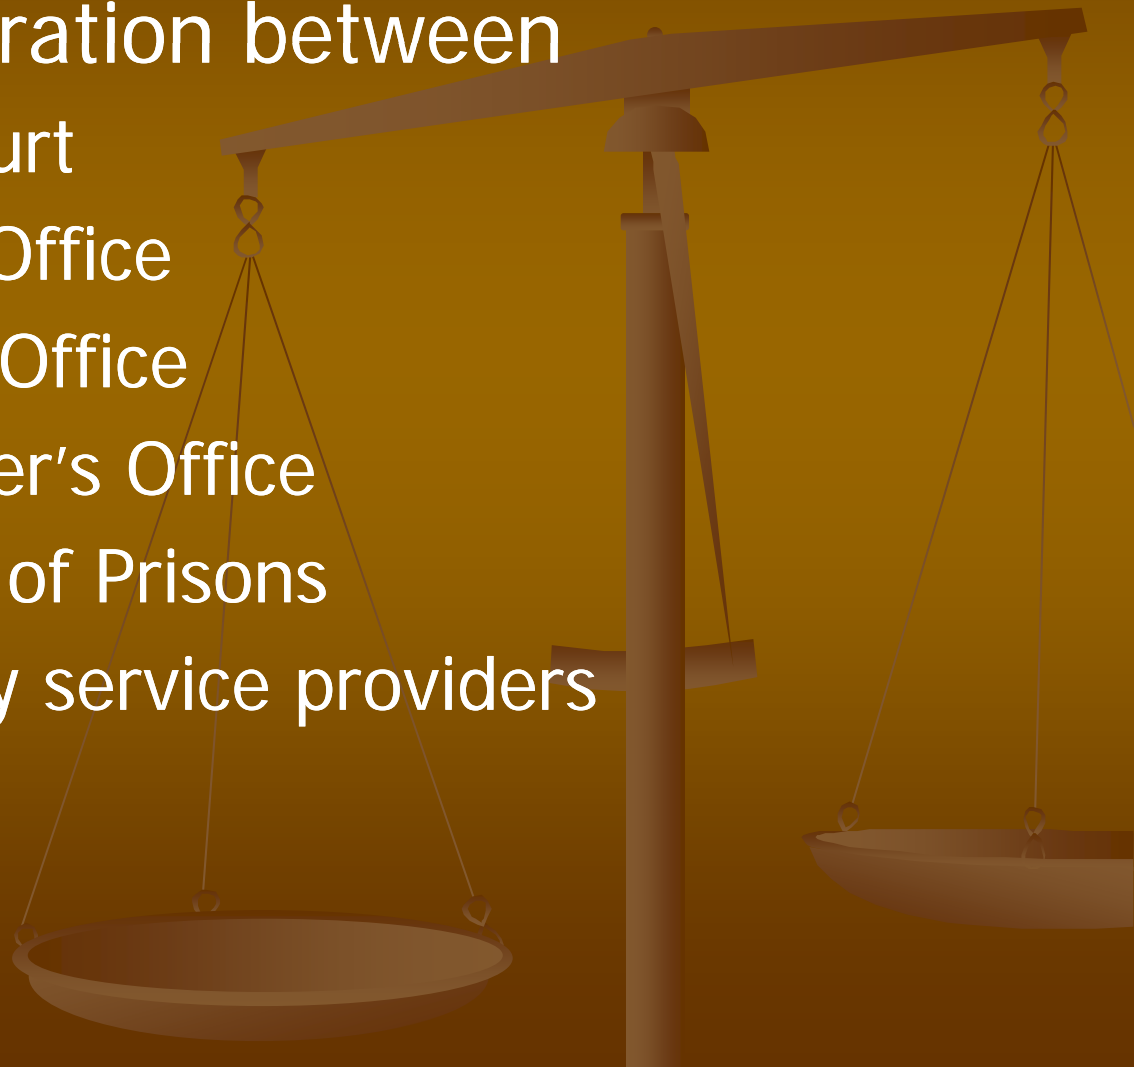 ration between
urt
Office
Office
er's Office
of Prisons
y service providers